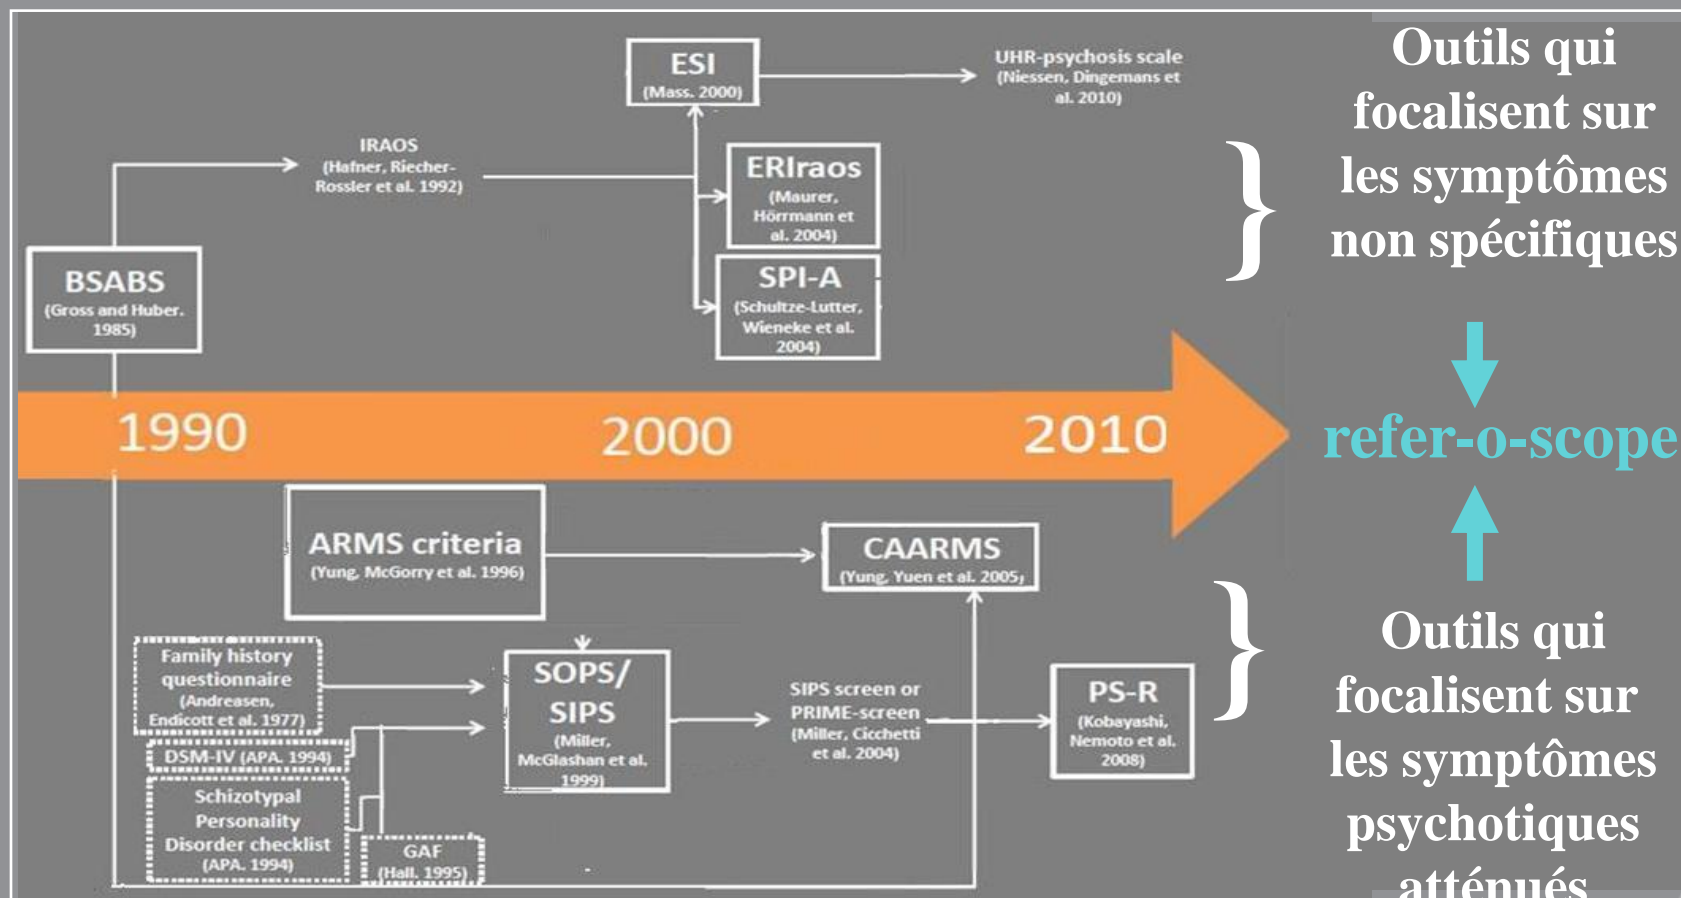 ESI
(Mass. 2000)
UHR-psychosis scale
(Niessen, Dingemans et
al. 2010)
IRAOS
(Hafner, Riecher-
Rossler et al. 1992)
ERIraos
(Maurer,
Hörrmann et
al. 2004)
BSABS
(Gross and Huber.
1985)
SPI-A
(Schultze-Lutter,
Wieneke et al.
2004)
Outils qui
focalisent sur
les symptômes
non spécifiques
}
1990
2000
2010
refer-o-scope
ARMS criteria
(Yung, McGorry et al. 1996)
CAARMS
(Yung, Yuen et al. 2005)
Family history
questionnaire
(Andreasen,
Endicott et al. 1977)
DSM-IV (APA. 1994)
Schizotypal
Personality
Disorder checklist
(APA. 1994)
GAF
(Hall. 1995)
SOPS/
SIPS
(Miller,
McGlashan et al.
1999)
SIPS screen or
PRIME-screen
(Miller, Cicchetti
et al. 2004)
PS-R
(Kobayashi,
Nemoto et al.
2008)
}
Outils qui
focalisent sur
les symptômes
psychotiques
atténués